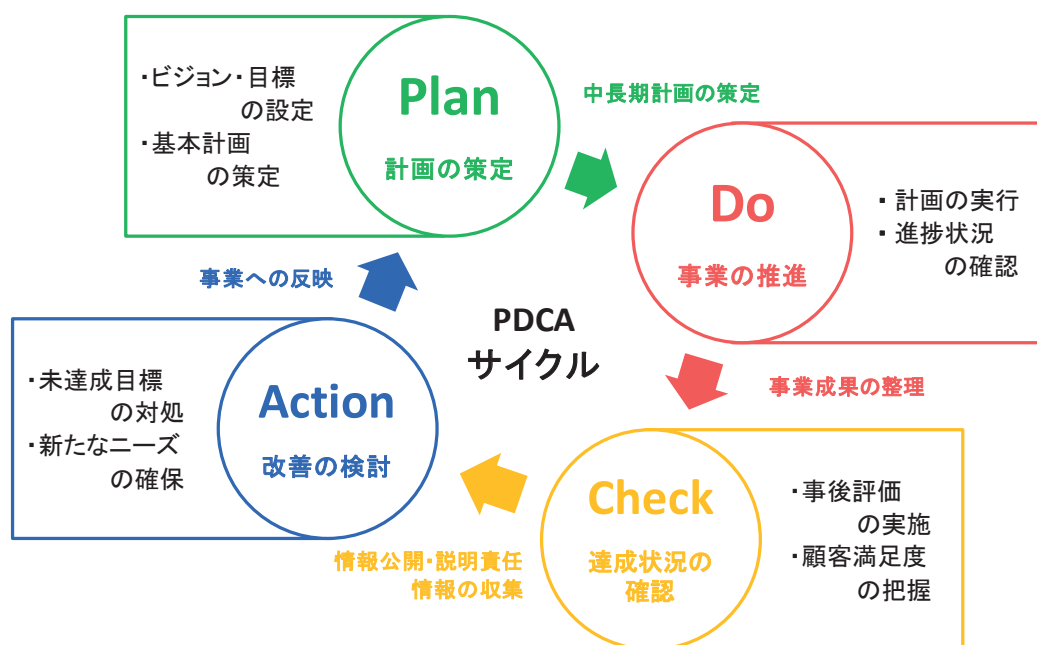 ・ビジョン・目標
の設定
・基本計画
の策定
Plan
計画の策定
中長期計画の策定
Do
事業の推進
・計画の実行
・進捗状況
の確認
事業への反映
PDCA
サイクル
・未達成目標
の対処
・新たなニーズ
の確保
Action
改善の検討
事業成果の整理
Check
達成状況の
確認
・事後評価
の実施
・顧客満足度
の把握
情報公開・説明責任
情報の収集